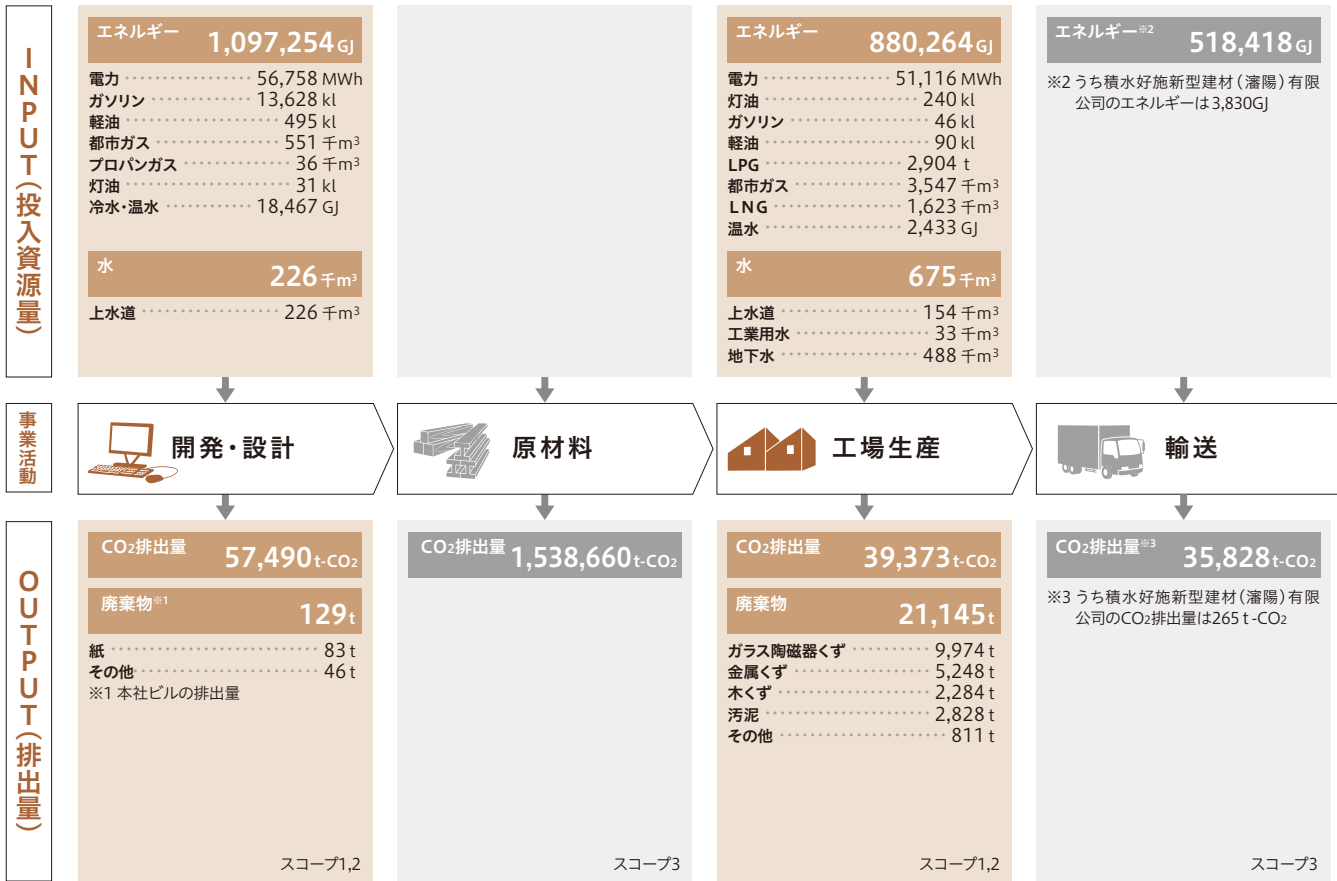 INPUT(投入資源量)
エネルギー 1,097,254 GJ
電力 56,758 MWh
ガソリン 13,628 kl
軽油 495 kl
都市ガス 551 千m³
プロパンガス 36 千m³
灯油 31 kl
冷水・温水 18,467 GJ
水 226 千m³
上水道 226 千m³
エネルギー 880,264 GJ
電力 51,116 MWh
灯油 240 kl
ガソリン 46 kl
軽油 90 kl
LPG 2,904 t
都市ガス 3,547 千m³
LNG 1,623 千m³
温水 2,433 GJ
水 675 千m³
上水道 154 千m³
工業用水 33 千m³
地下水 488 千m³
エネルギー※2 518,418 GJ
※2 うち積水好施新型建材(瀋陽)有限
公司のエネルギーは3,830GJ
事業活動
開発・設計
原材料
工場生産
輸送
OUTPUT(排出量)
CO₂排出量 57,490 t-CO₂
廃棄物※1 129 t
紙 83 t
その他 46 t
※1 本社ビルの排出量
スコープ1,2
CO₂排出量 1,538,660 t-CO₂
スコープ3
CO₂排出量 39,373 t-CO₂
廃棄物 21,145 t
ガラス陶磁器くず 9,974 t
金属くず 5,248 t
木くず 2,284 t
汚泥 2,828 t
その他 811 t
スコープ1,2
CO₂排出量※3 35,828 t-CO₂
※3 うち積水好施新型建材(瀋陽)有限
公司のCO₂排出量は265 t-CO₂
スコープ3